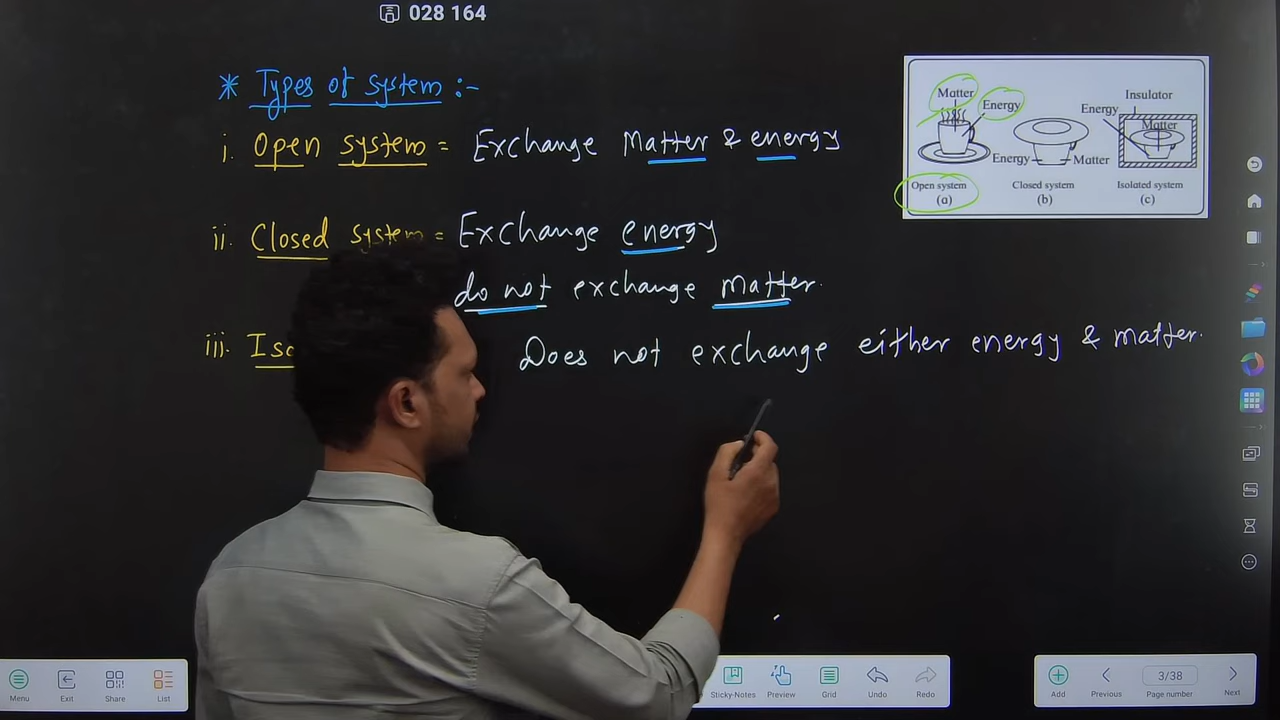 028 164
* Types of system :-
i. Open system = Exchange Matter & energy
ii. Closed system = Exchange energy
do not exchange matter.
iii. Does not exchange either energy & matter.
Matter
Energy
Open system
(a)
Energy
Matter
Closed system
(b)
Insulator
Energy
Matter
Isolated system
(c)
Menu
Exit
Share
List
Sticky-Notes
Preview
Grid
Undo
Redo
Add
Previous
3/38
Page number
Next